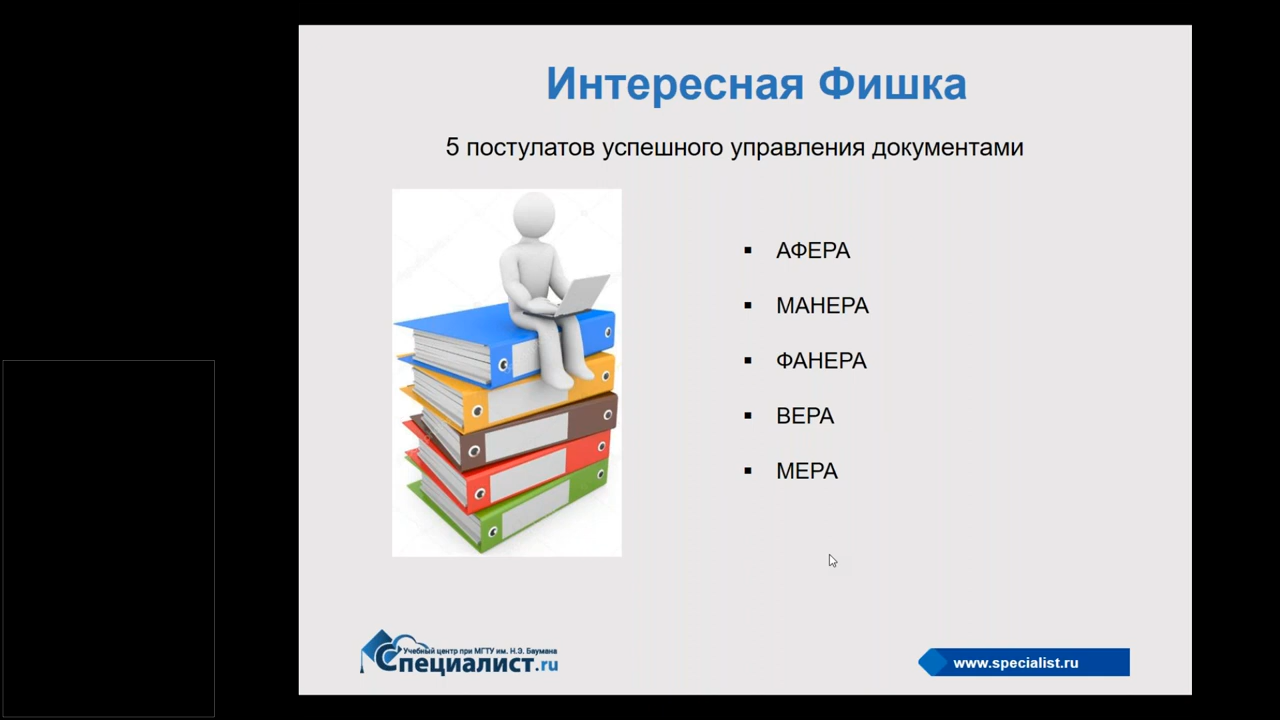 Интересная Фишка
5 постулатов успешного управления документами
АФЕРА
МАНЕРА
ФАНЕРА
ВЕРА
МЕРА
Учебный центр при МГТУ им. Н.Э. Баумана
Специалист.ru
www.specialist.ru